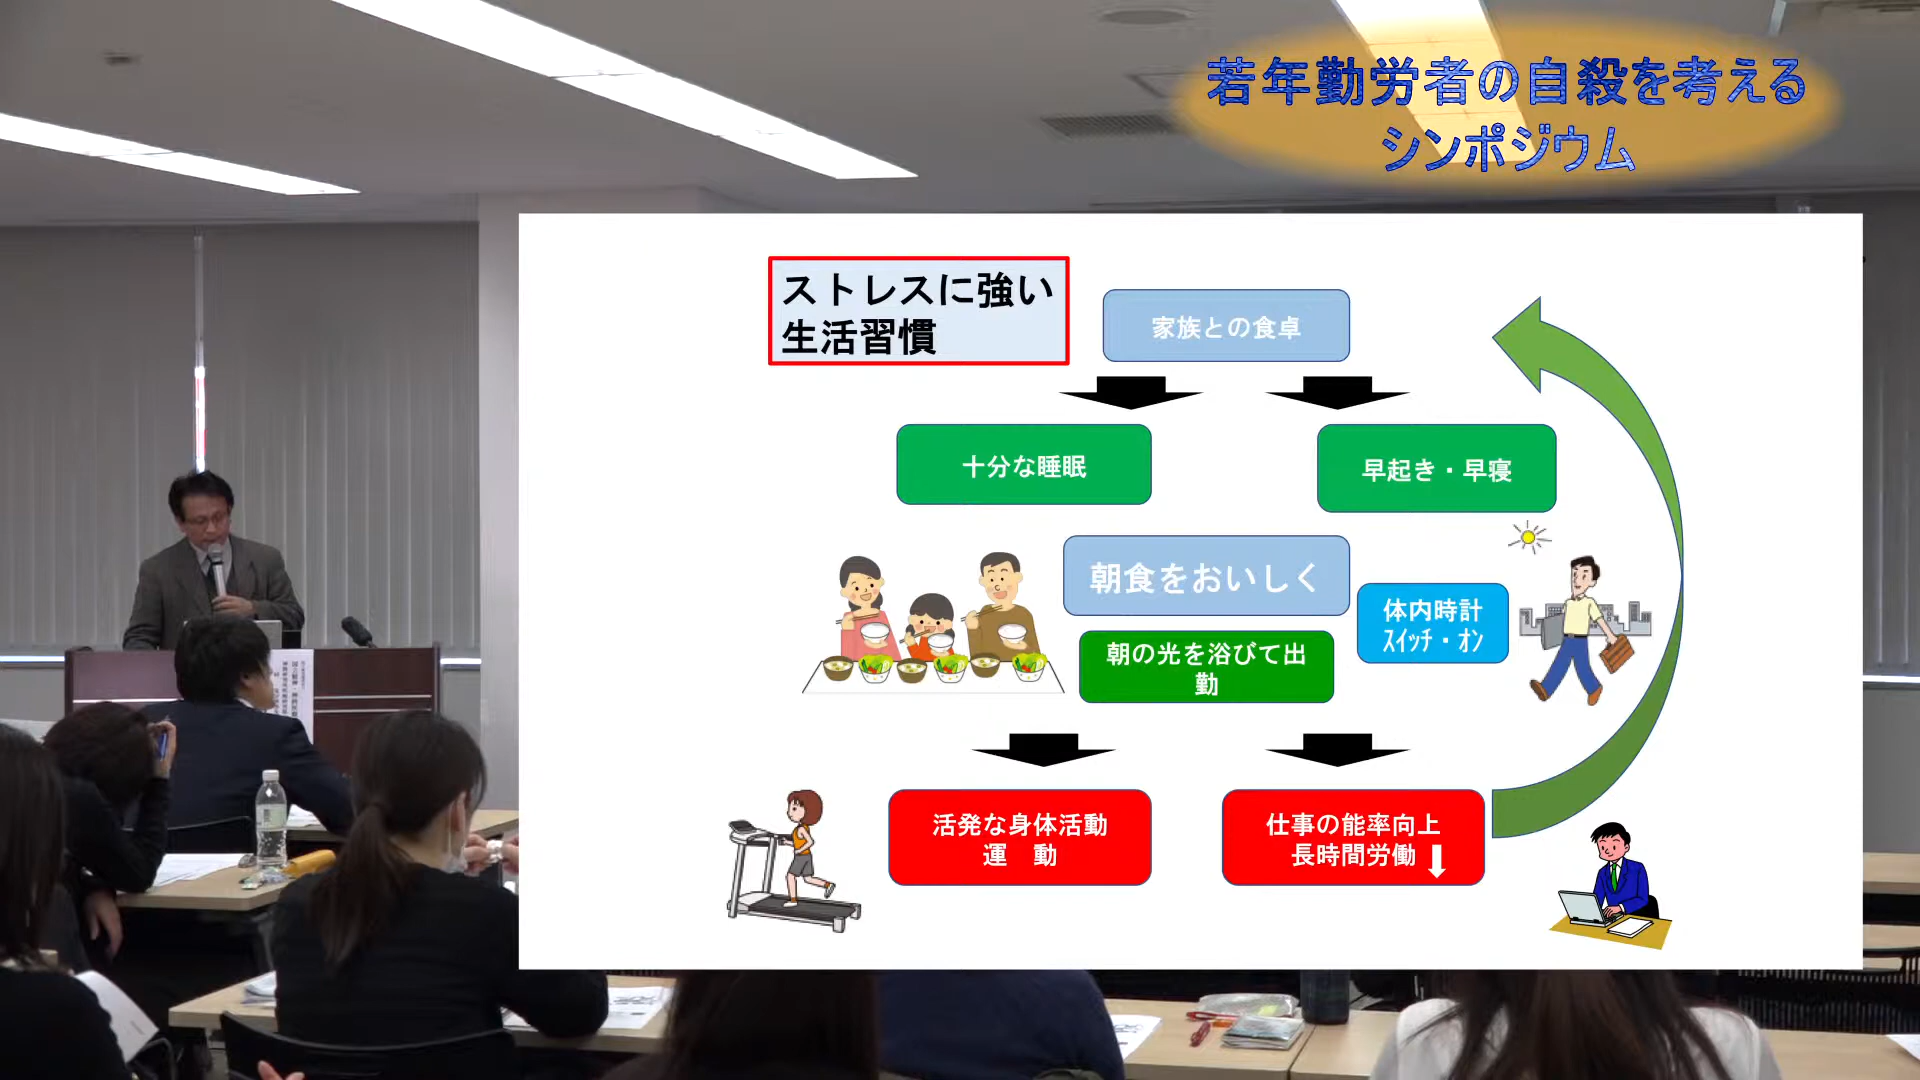 若年勤労者の自殺を考える
シンポジウム
ストレスに強い
生活習慣
家族との食卓
十分な睡眠
早起き・早寝
朝食をおいしく
体内時計
ｽｲｯﾁ・ｵﾝ
朝の光を浴びて出
勤
活発な身体活動
運　動
仕事の能率向上
長時間労働